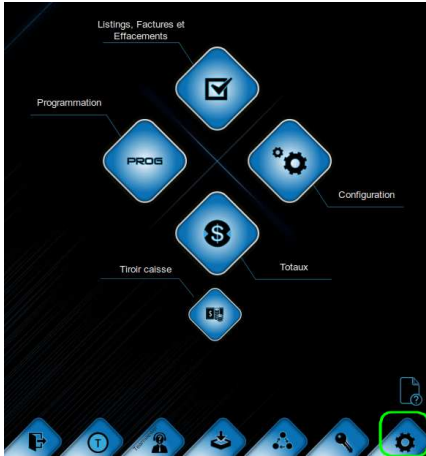 Listings, Factures et
Effacements
Programmation
PROG
Configuration
$
Totaux
Tiroir caisse
$
?
T
?